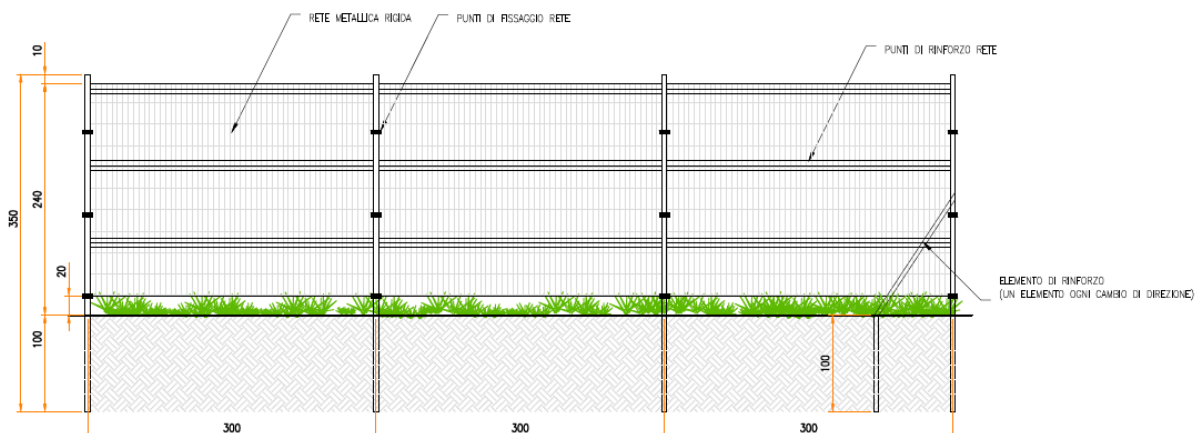 RETE METALLICA RIGIDA
PUNTI DI FISSAGGIO RETE
PUNTI DI RINFORZO RETE
10
350
240
20
100
100
ELEMENTO DI RINFORZO
(UN ELEMENTO OGNI CAMBIO DI DIREZIONE)
300
300
300